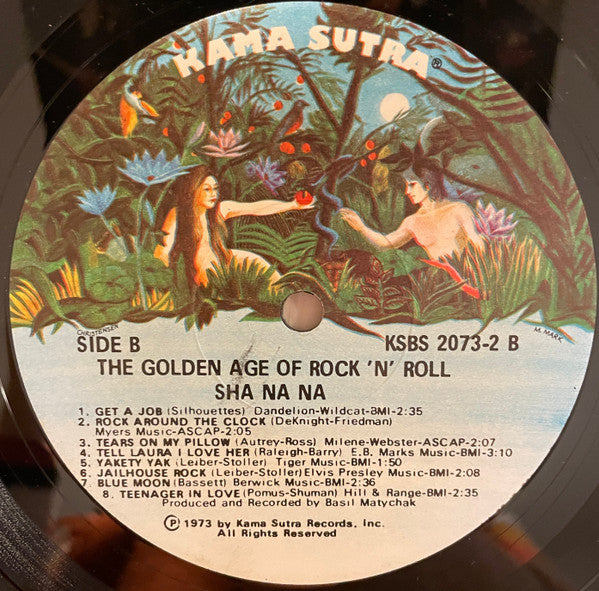 KAMA SUTRA®
CHRISTENSEN
M. MARK
SIDE B
KSBS 2073-2 B
THE GOLDEN AGE OF ROCK 'N' ROLL
SHA NA NA
1. GET A JOB (Silhouettes) Dandelion-Wildcat-BMI-2:35
2. ROCK AROUND THE CLOCK (DeKnight-Friedman)
Myers Music-ASCAP-2:05
3. TEARS ON MY PILLOW (Autrey-Ross) Milene-Webster-ASCAP-2:07
4. TELL LAURA I LOVE HER (Raleigh-Barry) E.B. Marks Music-BMI-3:10
5. YAKETY YAK (Leiber-Stoller) Tiger Music-BMI-1:50
6. JAILHOUSE ROCK (Leiber-Stoller)Elvis Presley Music-BMI-2:08
7. BLUE MOON (Bassett) Berwick Music-BMI-2:36
8. TEENAGER IN LOVE (Pomus-Shuman) Hill & Range-BMI-2:35
Produced and Recorded by Basil Matychak
℗ 1973 by Kama Sutra Records, Inc.
All Rights Reserved